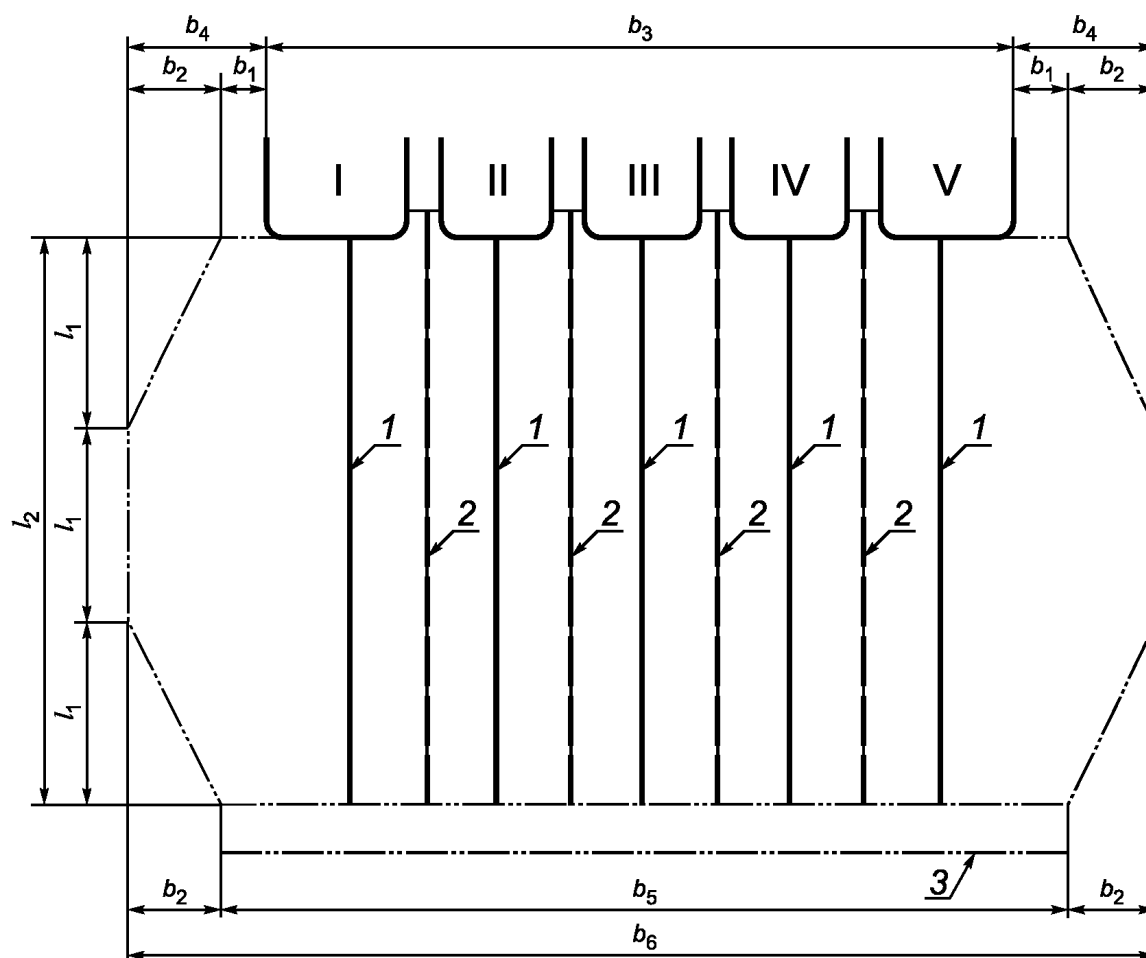 b₄ b₃ b₄
b₂ b₁ b₁ b₂
I II III IV V
l₁
1 1 1 1 1
l₂ l₁ 2 2 2 2
l₁
3
b₂ b₅ b₂
b₆